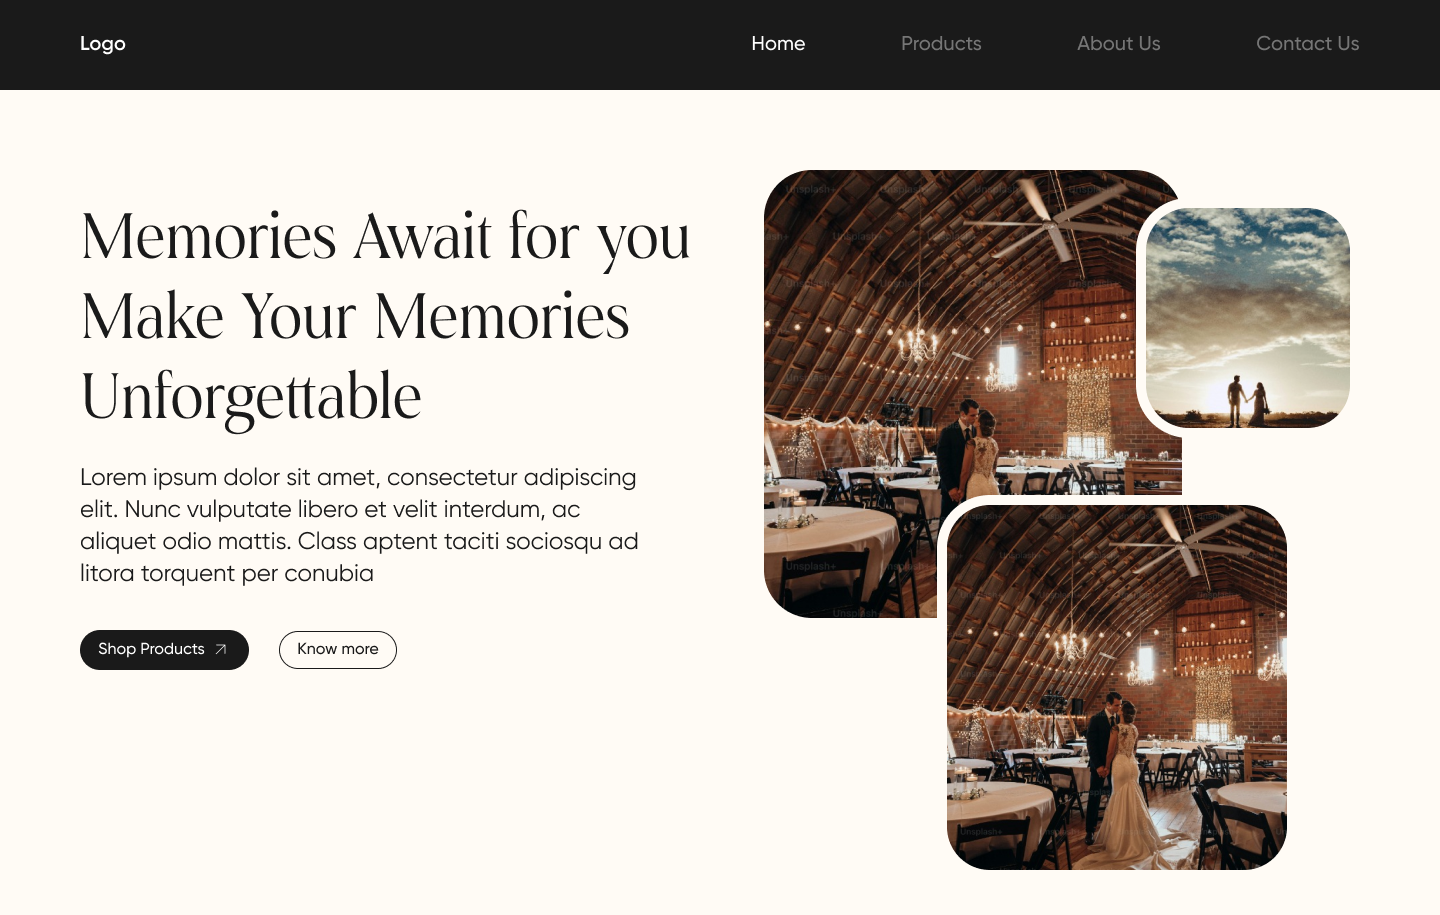 Logo
Home
Products
About Us
Contact Us
Memories Await for you
Make Your Memories
Unforgettable
Lorem ipsum dolor sit amet, consectetur adipiscing
elit. Nunc vulputate libero et velit interdum, ac
aliquet odio mattis. Class aptent taciti sociosqu ad
litora torquent per conubia
Shop Products
Know more
Unsplash+